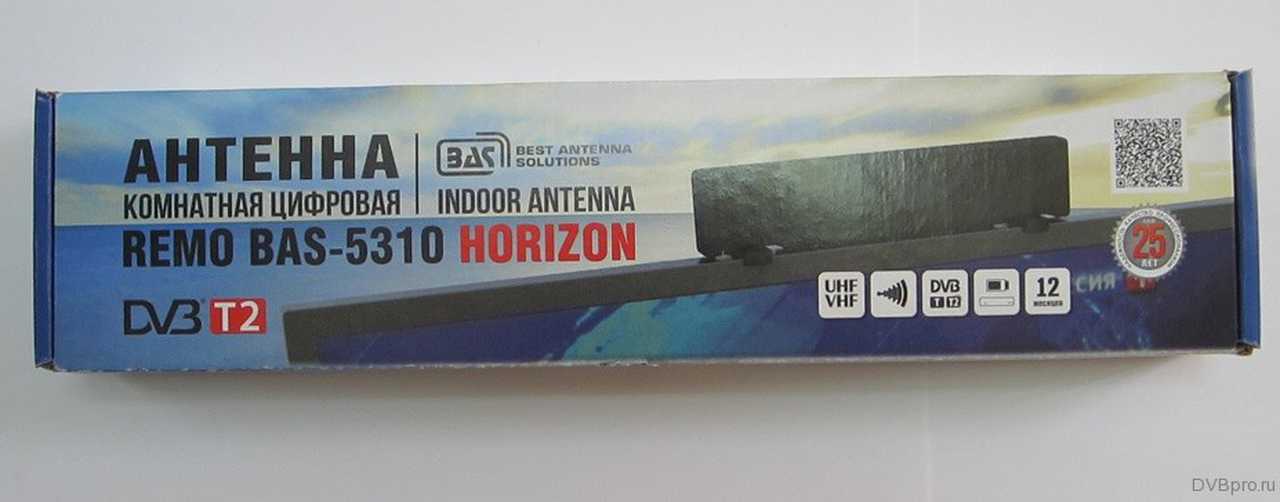 АНТЕННА
КОМНАТНАЯ ЦИФРОВАЯ
BAS
BEST ANTENNA
SOLUTIONS
INDOOR ANTENNA
REMO BAS-5310 HORIZON
DVB T2
UHF
VHF
DVB
T T2
12
МЕСЯЦЕВ
СИЯ
25
ЛЕТ
DVBpro.ru